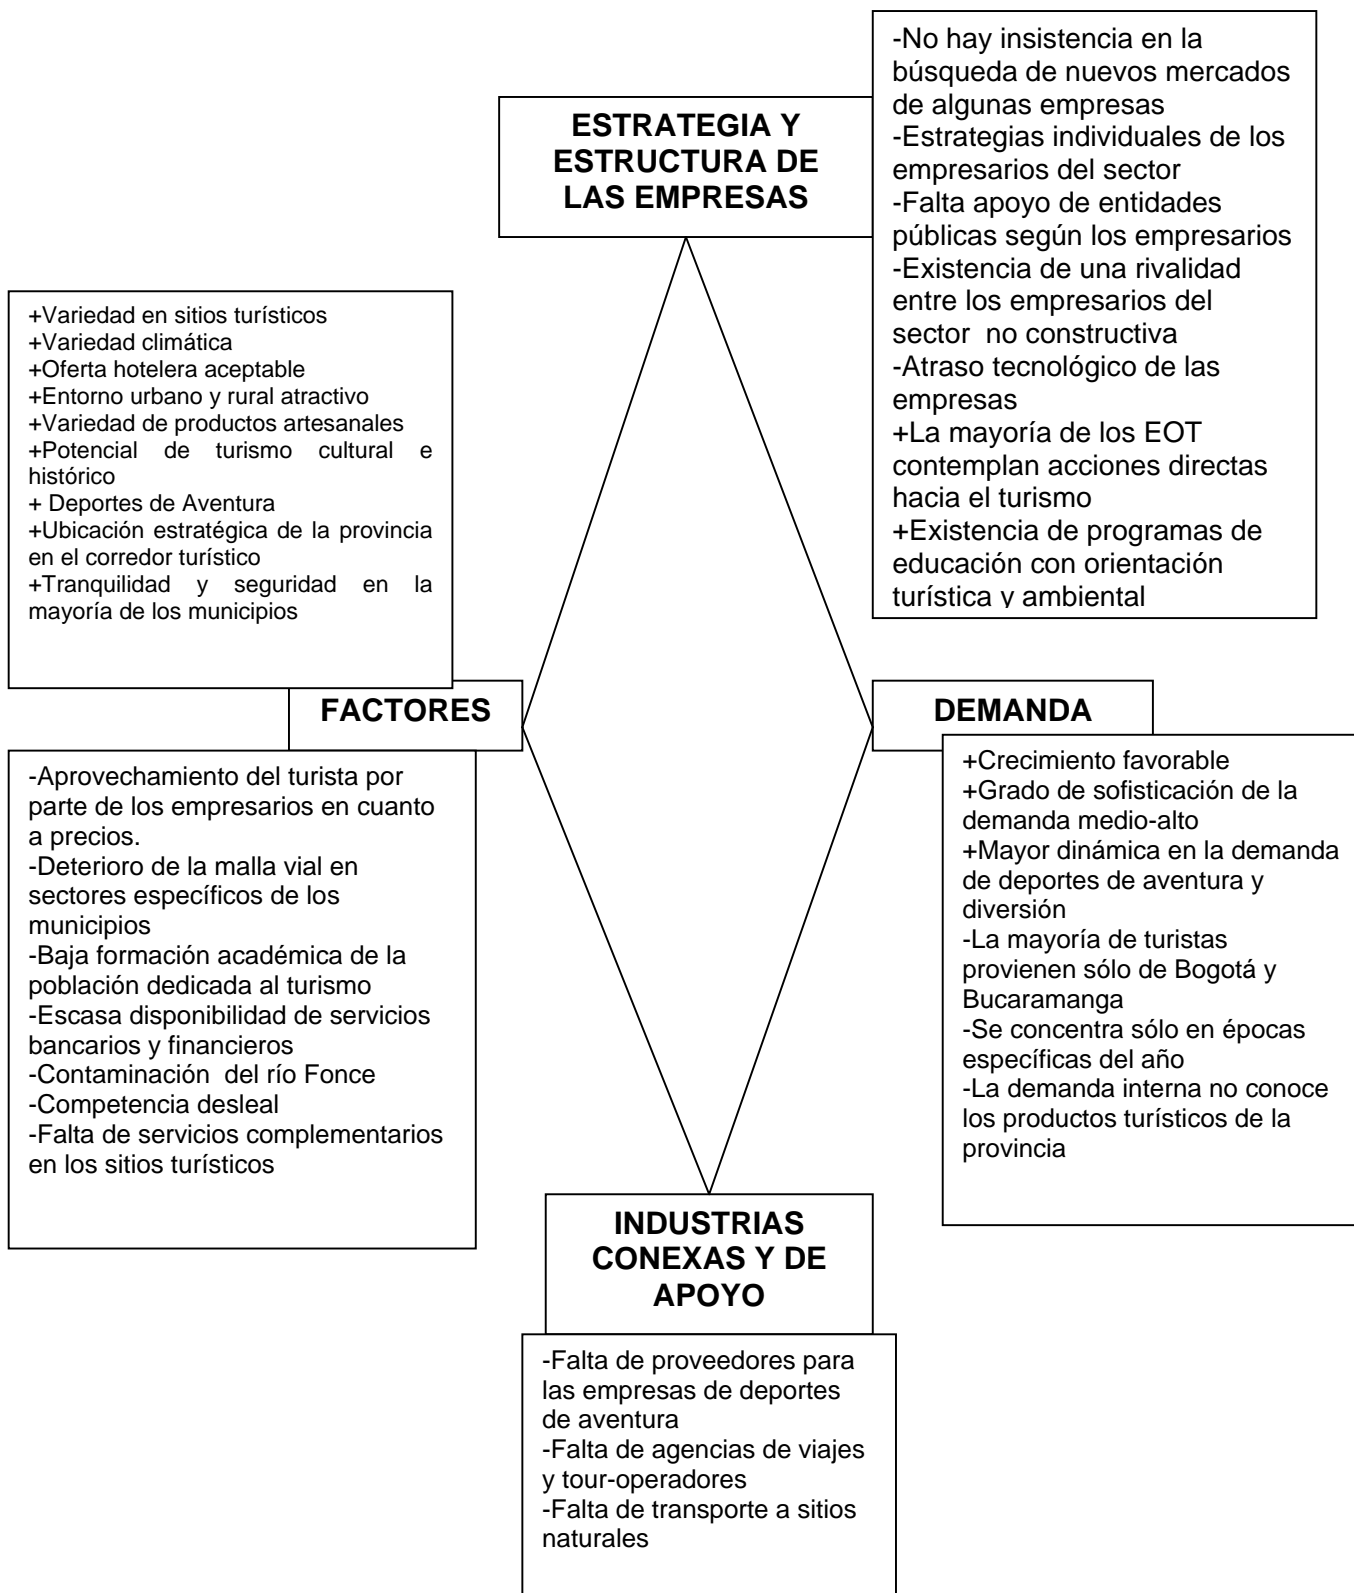 ESTRATEGIA Y
ESTRUCTURA DE
LAS EMPRESAS
-No hay insistencia en la
búsqueda de nuevos mercados
de algunas empresas
-Estrategias individuales de los
empresarios del sector
-Falta apoyo de entidades
públicas según los empresarios
-Existencia de una rivalidad
entre los empresarios del
sector no constructiva
-Atraso tecnológico de las
empresas
+La mayoría de los EOT
contemplan acciones directas
hacia el turismo
+Existencia de programas de
educación con orientación
turística y ambiental
+Variedad en sitios turísticos
+Variedad climática
+Oferta hotelera aceptable
+Entorno urbano y rural atractivo
+Variedad de productos artesanales
+Potencial de turismo cultural e
histórico
+ Deportes de Aventura
+Ubicación estratégica de la provincia
en el corredor turístico
+Tranquilidad y seguridad en la
mayoría de los municipios
FACTORES
-Aprovechamiento del turista por
parte de los empresarios en cuanto
a precios.
-Deterioro de la malla vial en
sectores específicos de los
municipios
-Baja formación académica de la
población dedicada al turismo
-Escasa disponibilidad de servicios
bancarios y financieros
-Contaminación del río Fonce
-Competencia desleal
-Falta de servicios complementarios
en los sitios turísticos
DEMANDA
+Crecimiento favorable
+Grado de sofisticación de la
demanda medio-alto
+Mayor dinámica en la demanda
de deportes de aventura y
diversión
-La mayoría de turistas
provienen sólo de Bogotá y
Bucaramanga
-Se concentra sólo en épocas
específicas del año
-La demanda interna no conoce
los productos turísticos de la
provincia
INDUSTRIAS
CONEXAS Y DE
APOYO
-Falta de proveedores para
las empresas de deportes
de aventura
-Falta de agencias de viajes
y tour-operadores
-Falta de transporte a sitios
naturales